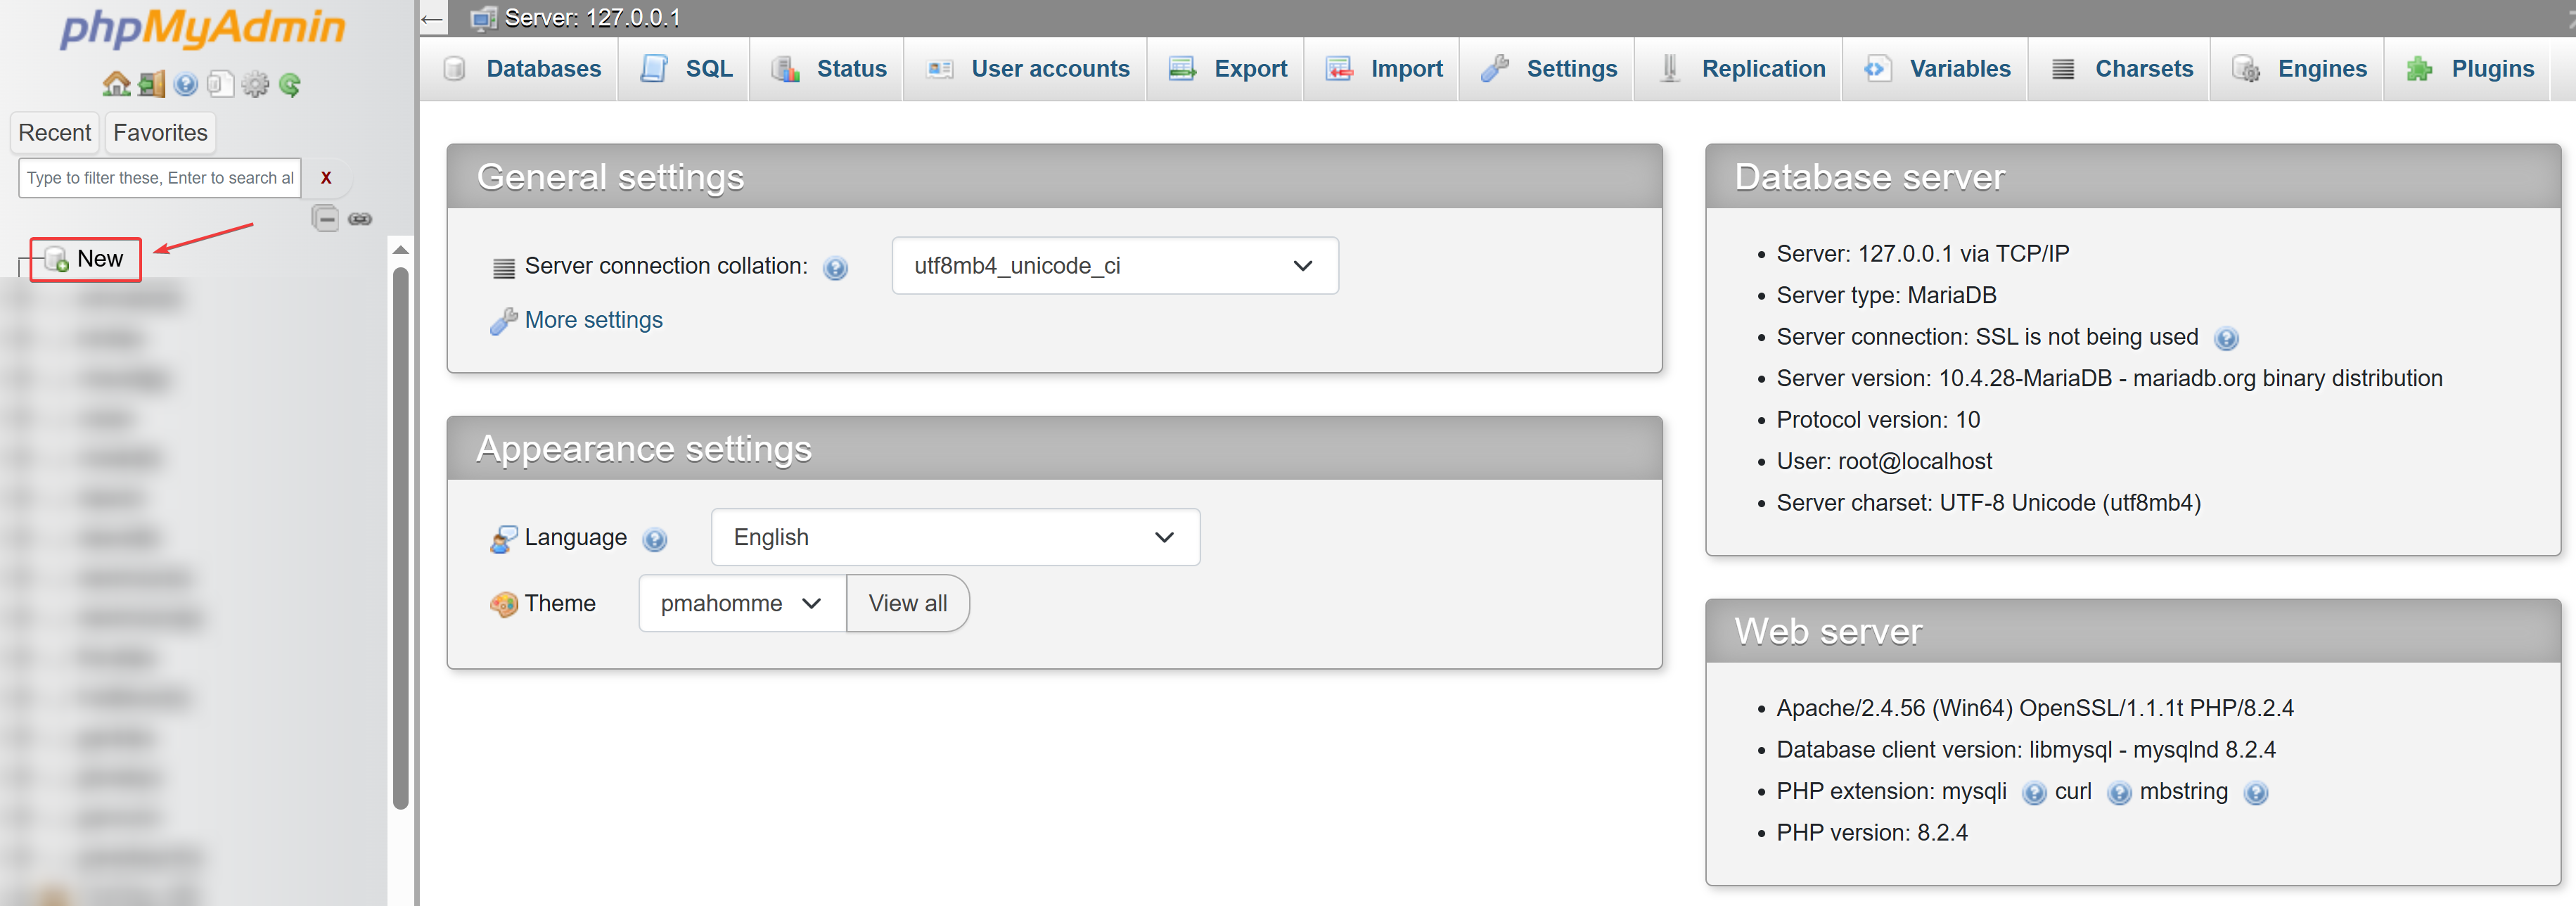 phpMyAdmin
Recent Favorites
Type to filter these, Enter to search al X
New
Server: 127.0.0.1
Databases SQL Status User accounts Export Import Settings Replication Variables Charsets Engines Plugins
General settings
Server connection collation: utf8mb4_unicode_ci
More settings
Appearance settings
Language English
Theme pmahomme View all
Database server
Server: 127.0.0.1 via TCP/IP
Server type: MariaDB
Server connection: SSL is not being used
Server version: 10.4.28-MariaDB - mariadb.org binary distribution
Protocol version: 10
User: root@localhost
Server charset: UTF-8 Unicode (utf8mb4)
Web server
Apache/2.4.56 (Win64) OpenSSL/1.1.1t PHP/8.2.4
Database client version: libmysql - mysqlnd 8.2.4
PHP extension: mysqli curl mbstring
PHP version: 8.2.4